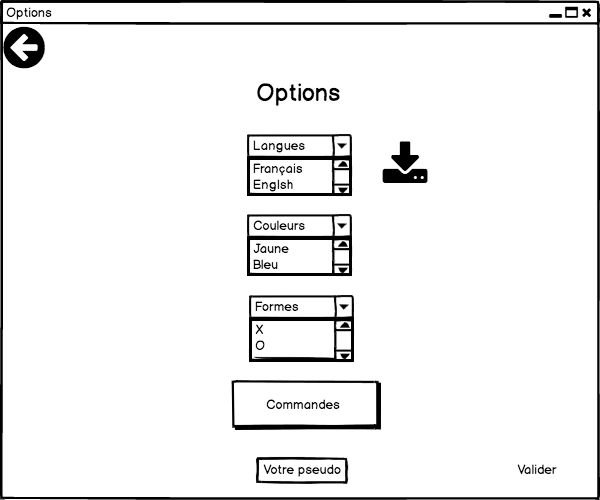 Options
Options
Langues
Français
Englsh
Couleurs
Jaune
Bleu
Formes
X
O
Commandes
Votre pseudo
Valider